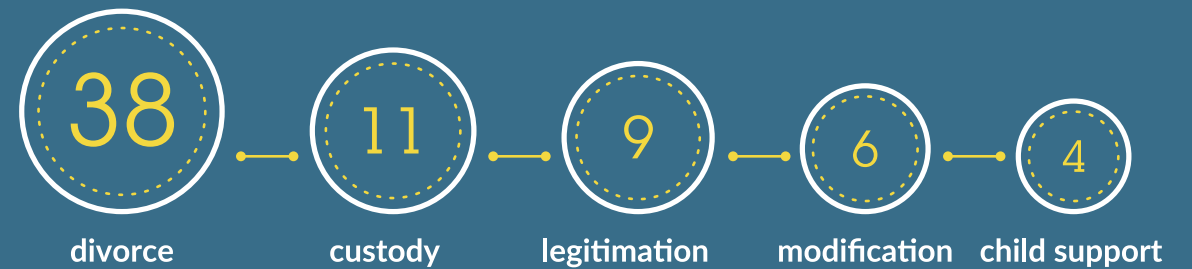 38 11 9 6 4
divorce custody legitimation modification child support